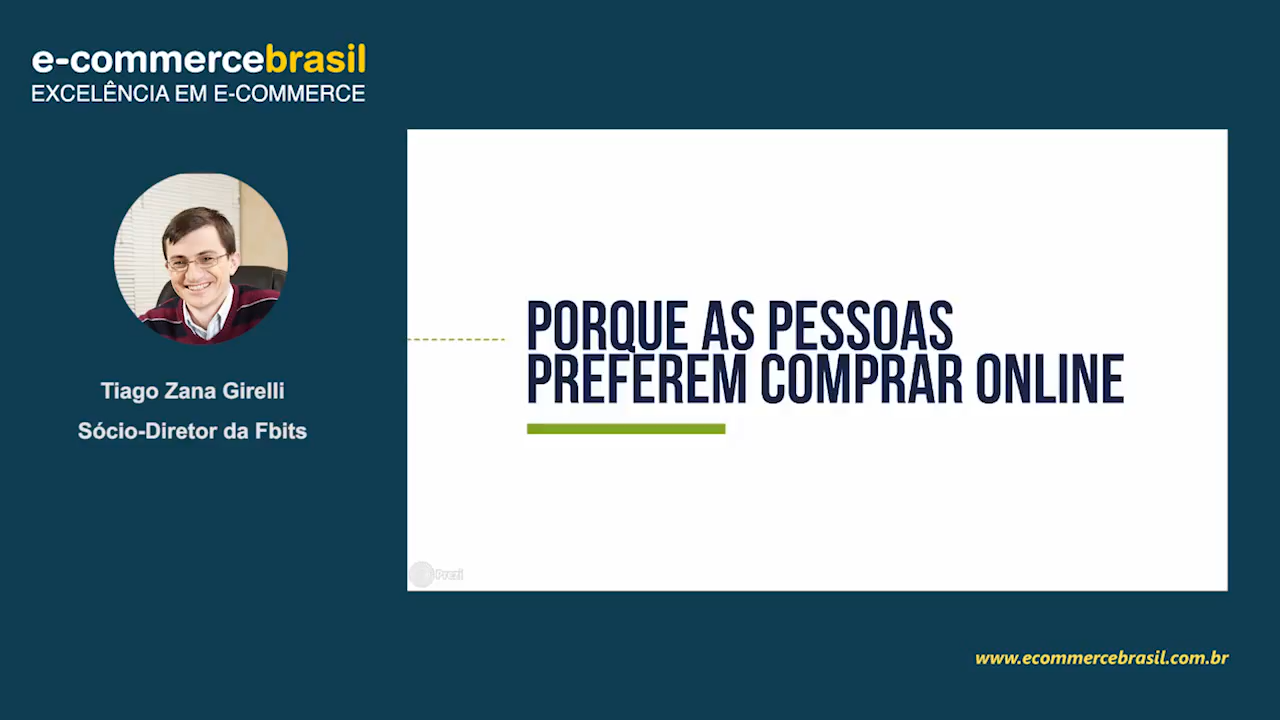 e-commercebrasil
EXCELÊNCIA EM E-COMMERCE
Tiago Zana Girelli
Sócio-Diretor da Fbits
PORQUE AS PESSOAS
PREFEREM COMPRAR ONLINE
Prezi
www.ecommercebrasil.com.br